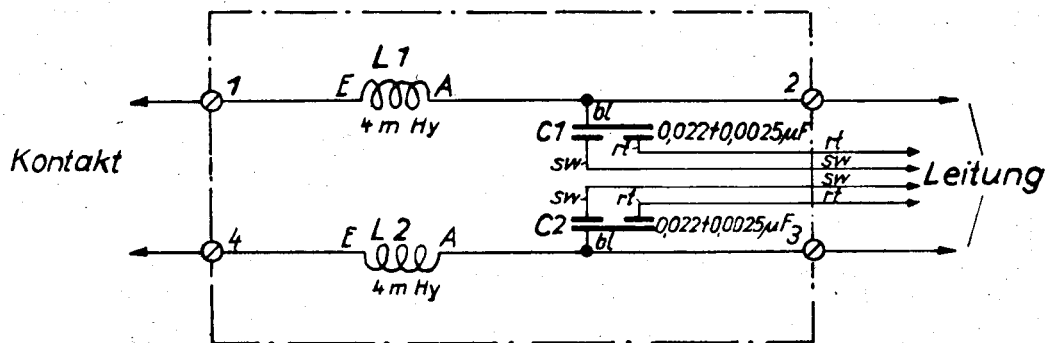 L1
1
E
A
2
4 m Hy
bl
C1
0,022+0,0025µF
rt
rt
Kontakt
sw
sw
Leitung
sw
sw
rt
rt
C2
0,022+0,0025µF
bl
3
4
E
L2
A
4 m Hy